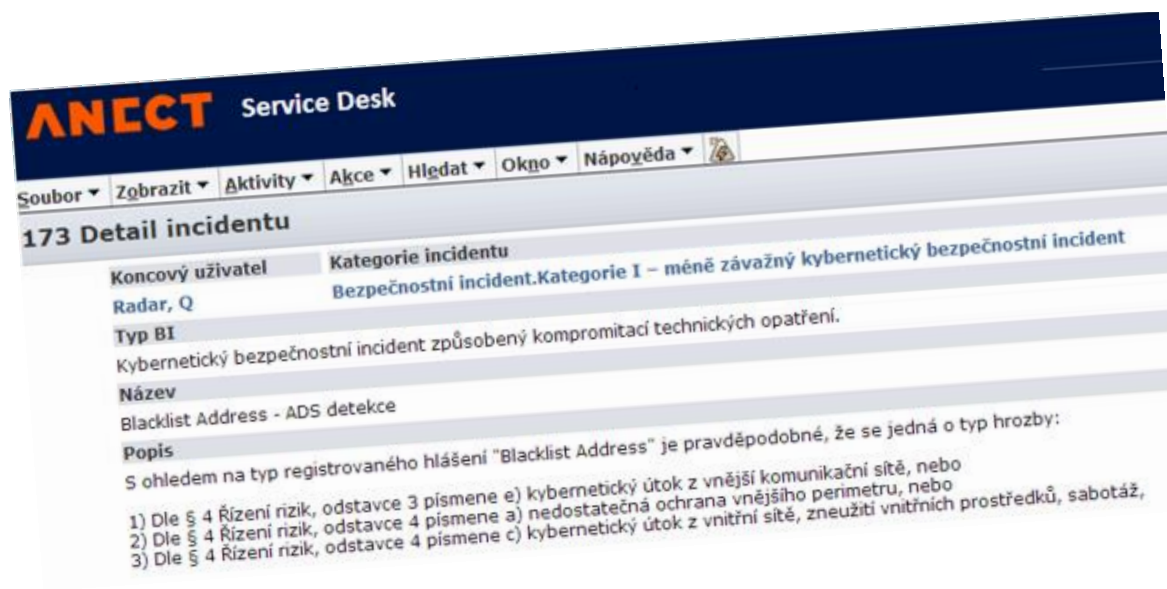 ANECT Service Desk
Soubor Zobrazit Aktivity Akce Hledat Okno Nápověda
173 Detail incidentu
Koncový uživatel Kategorie incidentu
Radar, Q Bezpečnostní incident.Kategorie I – méně závažný kybernetický bezpečnostní incident
Typ BI
Kybernetický bezpečnostní incident způsobený kompromitací technických opatření.
Název
Blacklist Address - ADS detekce
Popis
S ohledem na typ registrovaného hlášení "Blacklist Address" je pravděpodobné, že se jedná o typ hrozby:
1) Dle § 4 Řízení rizik, odstavce 3 písmene e) kybernetický útok z vnější komunikační sítě, nebo
2) Dle § 4 Řízení rizik, odstavce 4 písmene a) nedostatečná ochrana vnějšího perimetru, nebo
3) Dle § 4 Řízení rizik, odstavce 4 písmene c) kybernetický útok z vnitřní sítě, zneužití vnitřních prostředků, sabotáž,